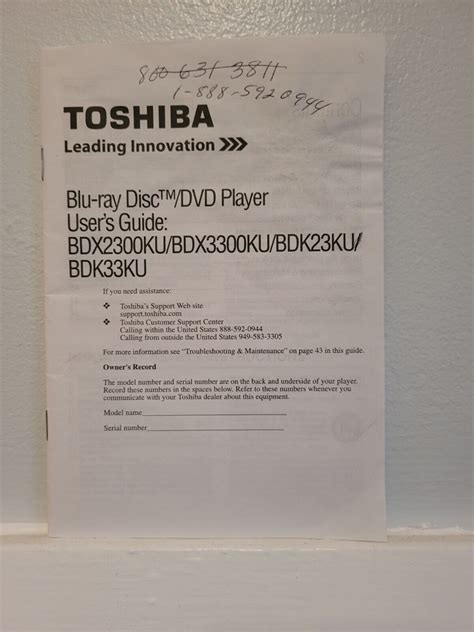 800 631 3811
1-888-5920944
TOSHIBA
Leading Innovation >>>
Blu-ray Disc™/DVD Player
User's Guide:
BDX2300KU/BDX3300KU/BDK23KU/
BDK33KU
If you need assistance:
❖ Toshiba's Support Web site
support.toshiba.com
❖ Toshiba Customer Support Center
Calling within the United States 888-592-0944
Calling from outside the United States 949-583-3305
For more information see "Troubleshooting & Maintenance" on page 43 in this guide.
Owner's Record
The model number and serial number are on the back and underside of your player.
Record these numbers in the spaces below. Refer to these numbers whenever you
communicate with your Toshiba dealer about this equipment.
Model name
Serial number